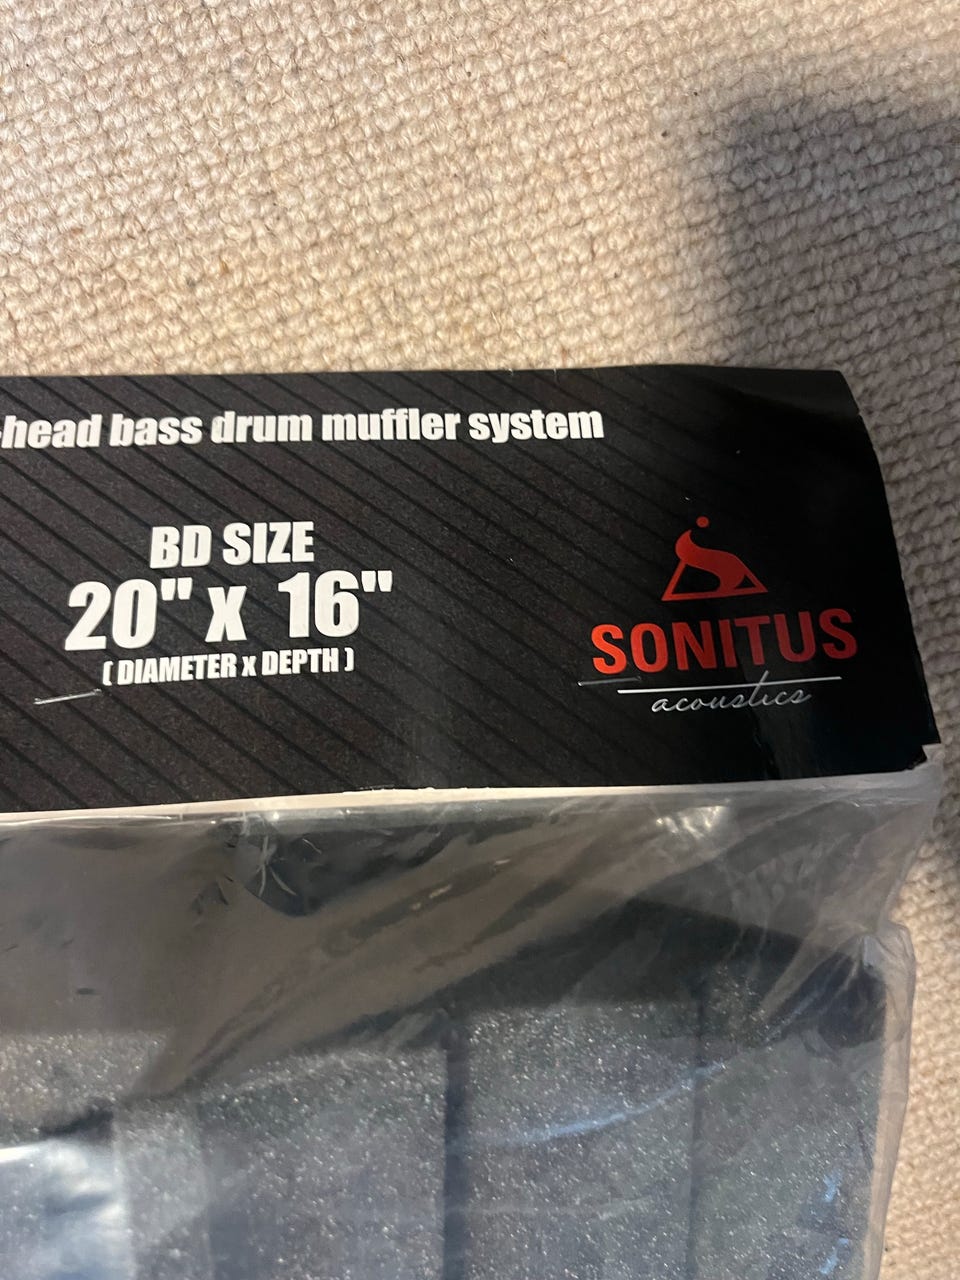 -head bass drum muffler system
BD SIZE
20" x 16"
( DIAMETER x DEPTH )
SONITUS
acoustics